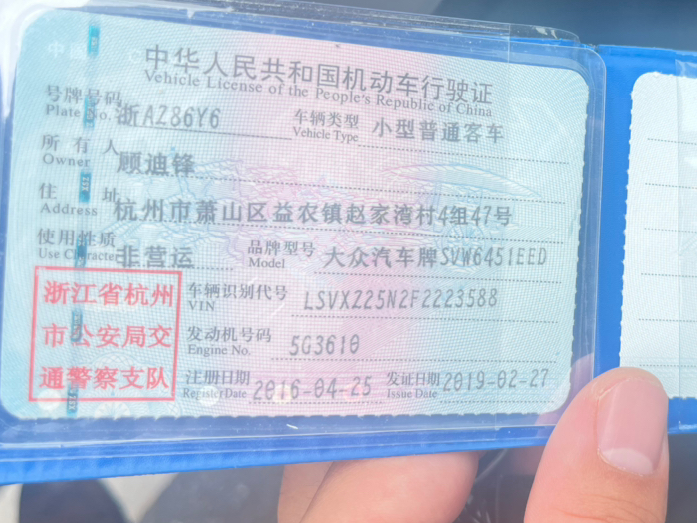 中华人民共和国机动车行驶证
Vehicle License of the People's Republic of China
号牌号码 浙AZ86Y6 车辆类型 小型普通客车
Plate No. Vehicle Type
所有人 顾迪锋
Owner
住址 杭州市萧山区益农镇赵家湾村4组47号
Address
使用性质 非营运 品牌型号 大众汽车牌SVW6451EED
Use Character Model
浙江省杭州
市公安局交
通警察支队
车辆识别代号 LSVXZ25N2F2223588
VIN
发动机号码 5G3610
Engine No.
注册日期 2016-04-25 发证日期 2019-02-27
Register Date Issue Date